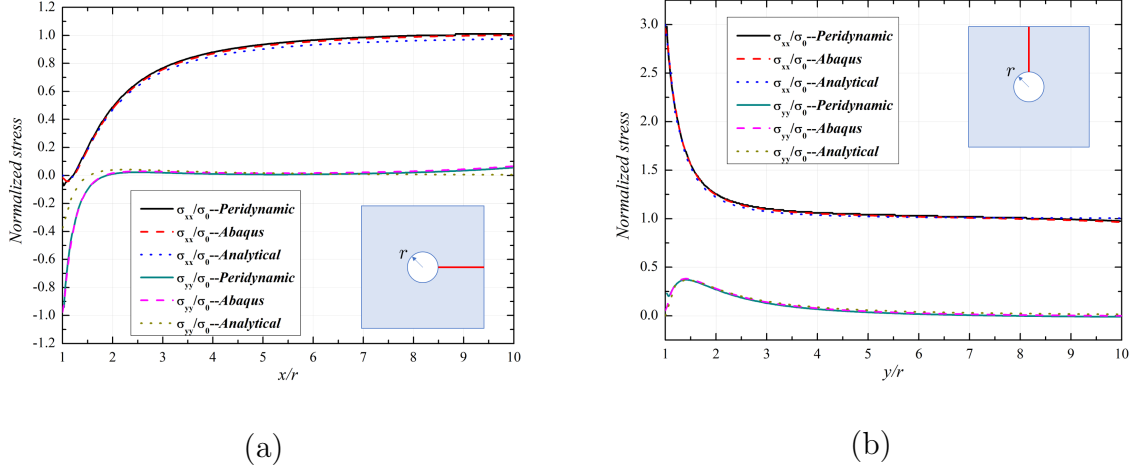 1.2
1.0
0.8
0.6
0.4
0.2
0.0
-0.2
-0.4
-0.6
-0.8
-1.0
-1.2
Normalized stress
σxx/σ0--Peridynamic
σxx/σ0--Abaqus
σxx/σ0--Analytical
σyy/σ0--Peridynamic
σyy/σ0--Abaqus
σyy/σ0--Analytical
r
1 2 3 4 5 6 7 8 9 10
x/r
(a)
3.0
2.5
2.0
1.5
1.0
0.5
0.0
Normalized stress
σxx/σ0--Peridynamic
σxx/σ0--Abaqus
σxx/σ0--Analytical
σyy/σ0--Peridynamic
σyy/σ0--Abaqus
σyy/σ0--Analytical
r
1 2 3 4 5 6 7 8 9 10
y/r
(b)